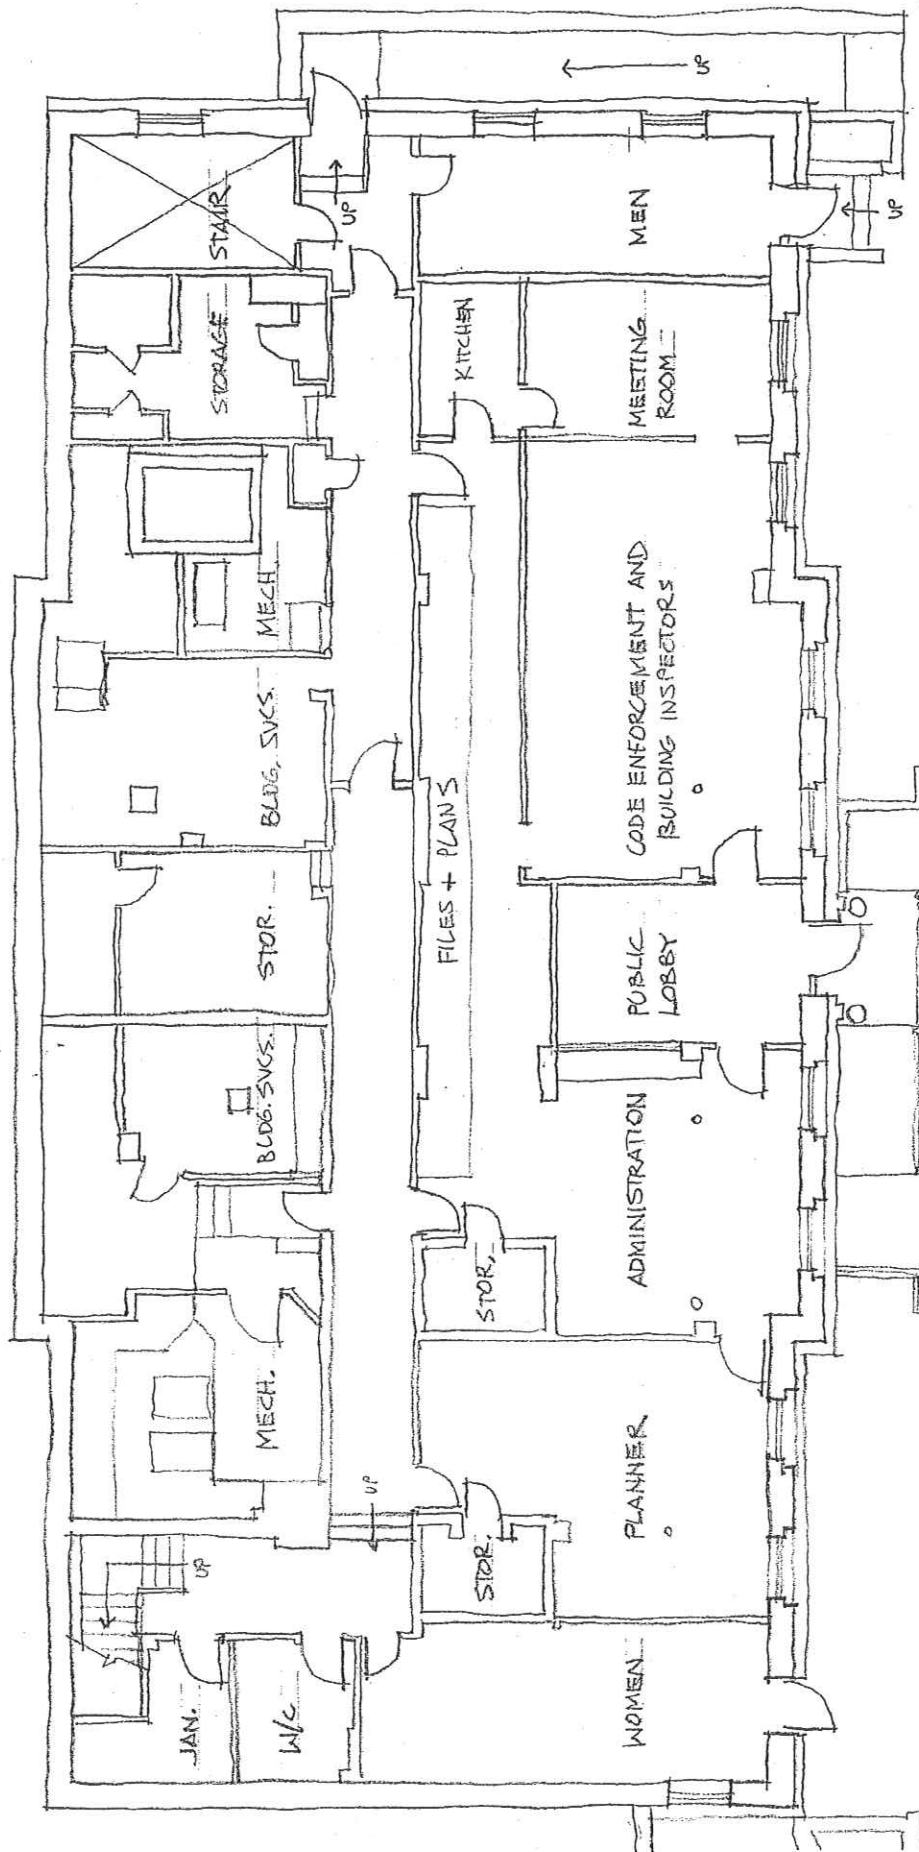 JAN.
W/C
WOMEN
UP
UP
STOR.
PLANNER
MECH.
STOR.
ADMINISTRATION
BLDG. SVCS.
STOR.
FILES + PLANS
PUBLIC
LOBBY
BLDG. SVCS.
MECH.
CODE ENFORCEMENT AND
BUILDING INSPECTORS
STORAGE
KITCHEN
MEETING
ROOM
STAIR
UP
MEN
UP
UP